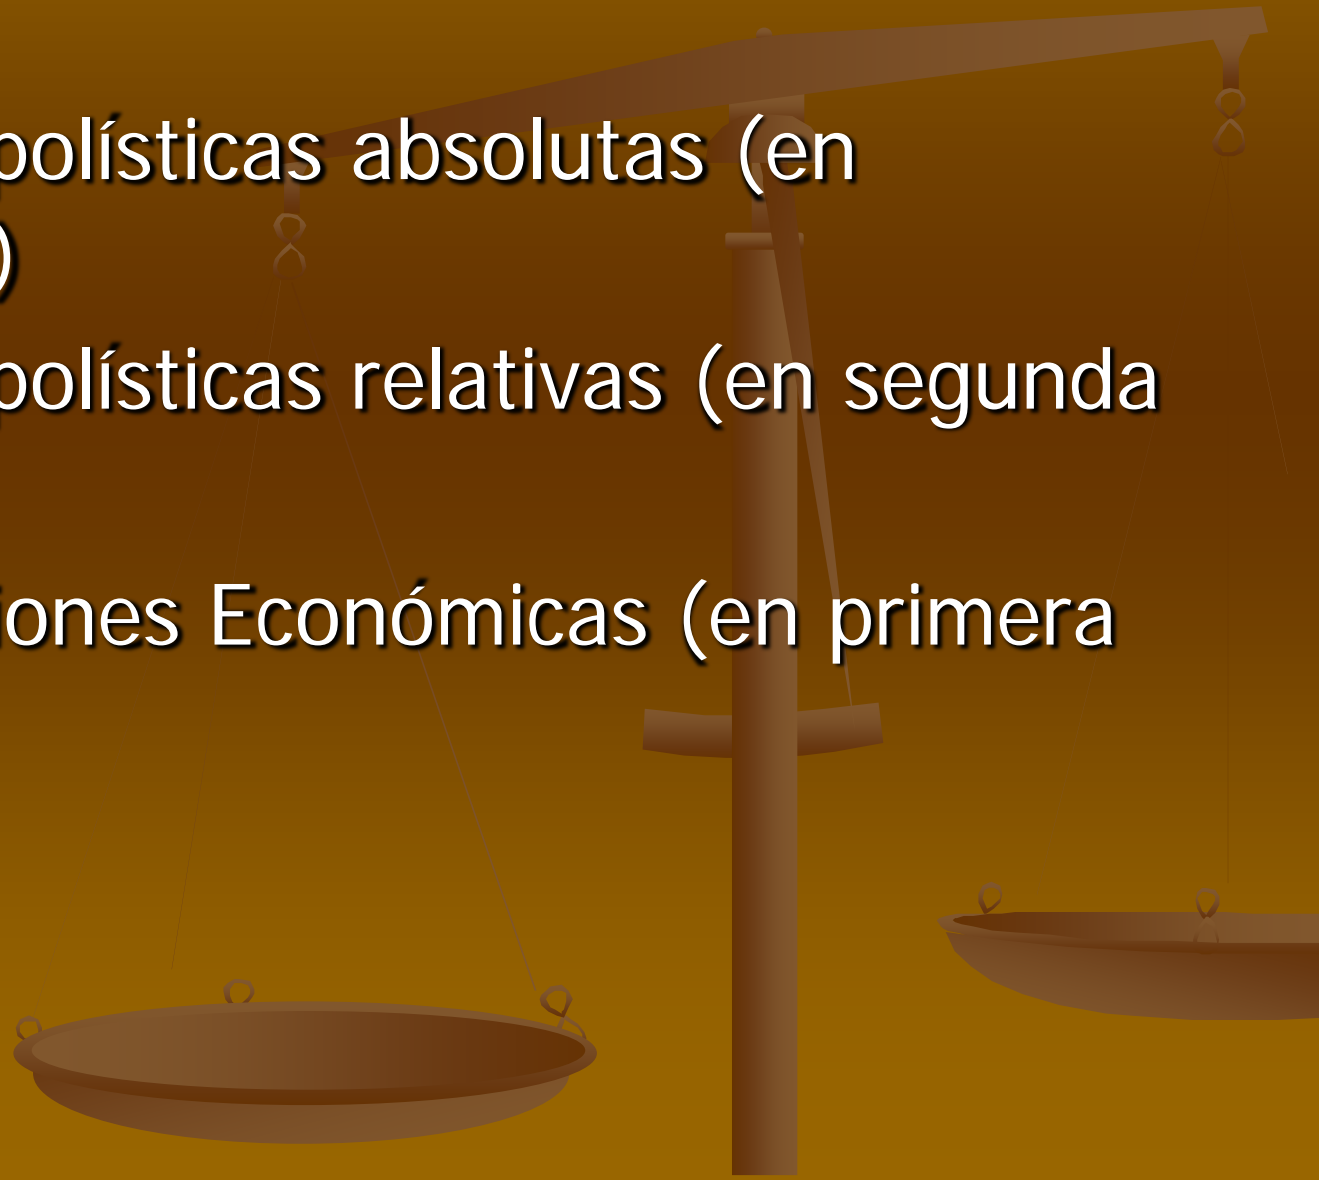 polísticas absolutas (en
)
polísticas relativas (en segunda
iones Económicas (en primera